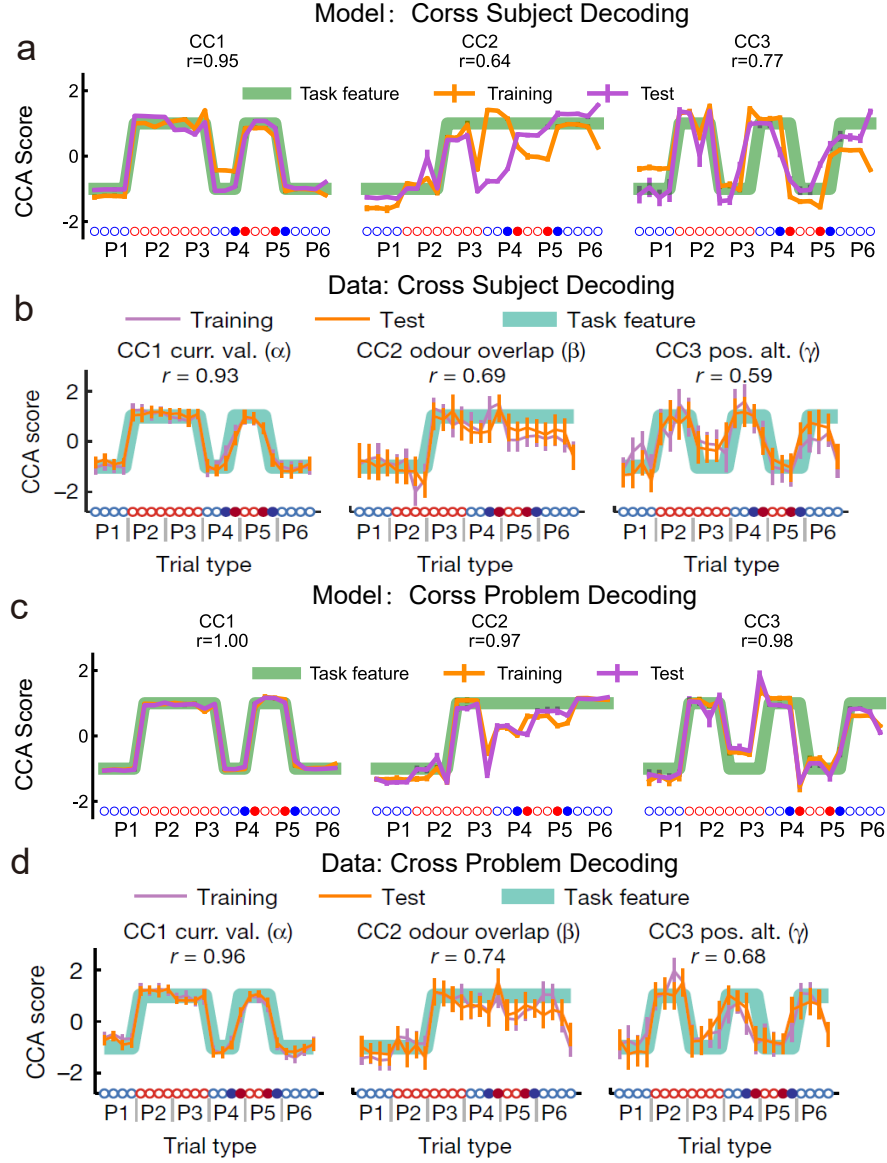 Model： Corss Subject Decoding
a
CC1
r=0.95
CC2
r=0.64
CC3
r=0.77
Task feature
Training
Test
CCA Score
2
0
-2
P1 P2 P3 P4 P5 P6
P1 P2 P3 P4 P5 P6
P1 P2 P3 P4 P5 P6
Data: Cross Subject Decoding
b
Training
Test
Task feature
CC1 curr. val. (α)
r = 0.93
CC2 odour overlap (β)
r = 0.69
CC3 pos. alt. (γ)
r = 0.59
CCA score
2
0
−2
P1 P2 P3 P4 P5 P6
P1 P2 P3 P4 P5 P6
P1 P2 P3 P4 P5 P6
Trial type
Trial type
Trial type
Model： Corss Problem Decoding
c
CC1
r=1.00
CC2
r=0.97
CC3
r=0.98
Task feature
Training
Test
CCA Score
2
0
-2
P1 P2 P3 P4 P5 P6
P1 P2 P3 P4 P5 P6
P1 P2 P3 P4 P5 P6
Data: Cross Problem Decoding
d
Training
Test
Task feature
CC1 curr. val. (α)
r = 0.96
CC2 odour overlap (β)
r = 0.74
CC3 pos. alt. (γ)
r = 0.68
CCA score
2
0
−2
P1 P2 P3 P4 P5 P6
P1 P2 P3 P4 P5 P6
P1 P2 P3 P4 P5 P6
Trial type
Trial type
Trial type